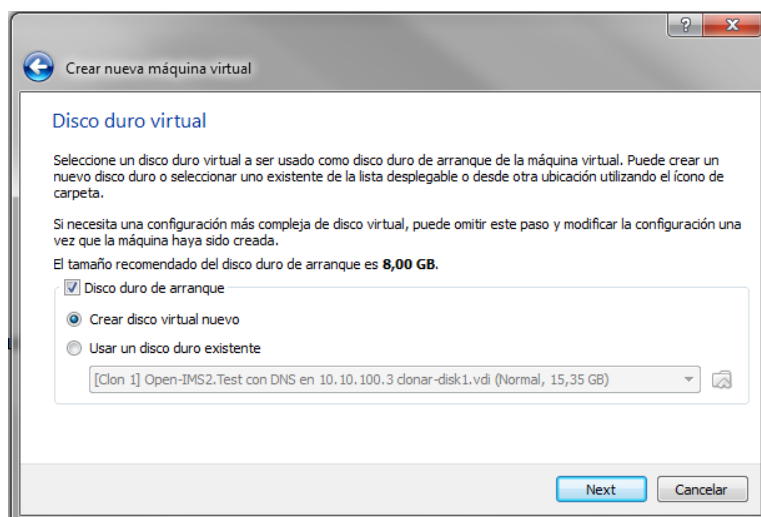 Crear nueva máquina virtual
Disco duro virtual
Seleccione un disco duro virtual a ser usado como disco duro de arranque de la máquina virtual. Puede crear un
nuevo disco duro o seleccionar uno existente de la lista desplegable o desde otra ubicación utilizando el ícono de
carpeta.
Si necesita una configuración más compleja de disco virtual, puede omitir este paso y modificar la configuración una
vez que la máquina haya sido creada.
El tamaño recomendado del disco duro de arranque es 8,00 GB.
Disco duro de arranque
Crear disco virtual nuevo
Usar un disco duro existente
[Clon 1] Open-IMS2.Test con DNS en 10.10.100.3 clonar-disk1.vdi (Normal, 15,35 GB)
Next Cancelar